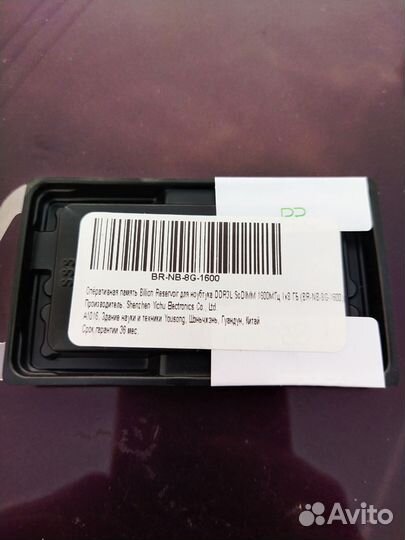 BR-NB-8G-1600
Оперативная память Billion Reservoir для ноутбука DDR3L SoDIMM 1600МГц 1x8 ГБ (BR-NB-8G-1600)
Производитель: Shenzhen Yichu Electronics Co., Ltd.
A1016, Здание науки и техники Yousong, Шэньчжэнь, Гуандун, Китай
Срок гарантии 36 мес
SSS
Avito